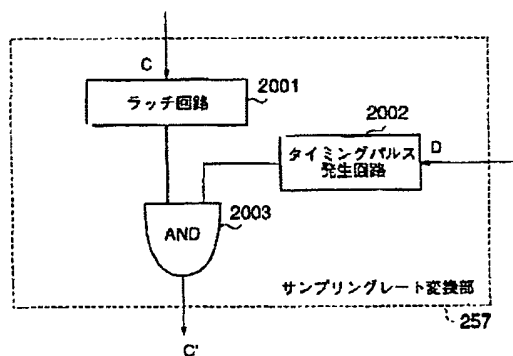 C
ラッチ回路
2001
2002
タイミングパルス
発生回路
D
AND
2003
サンプリングレート変換部
257
C'